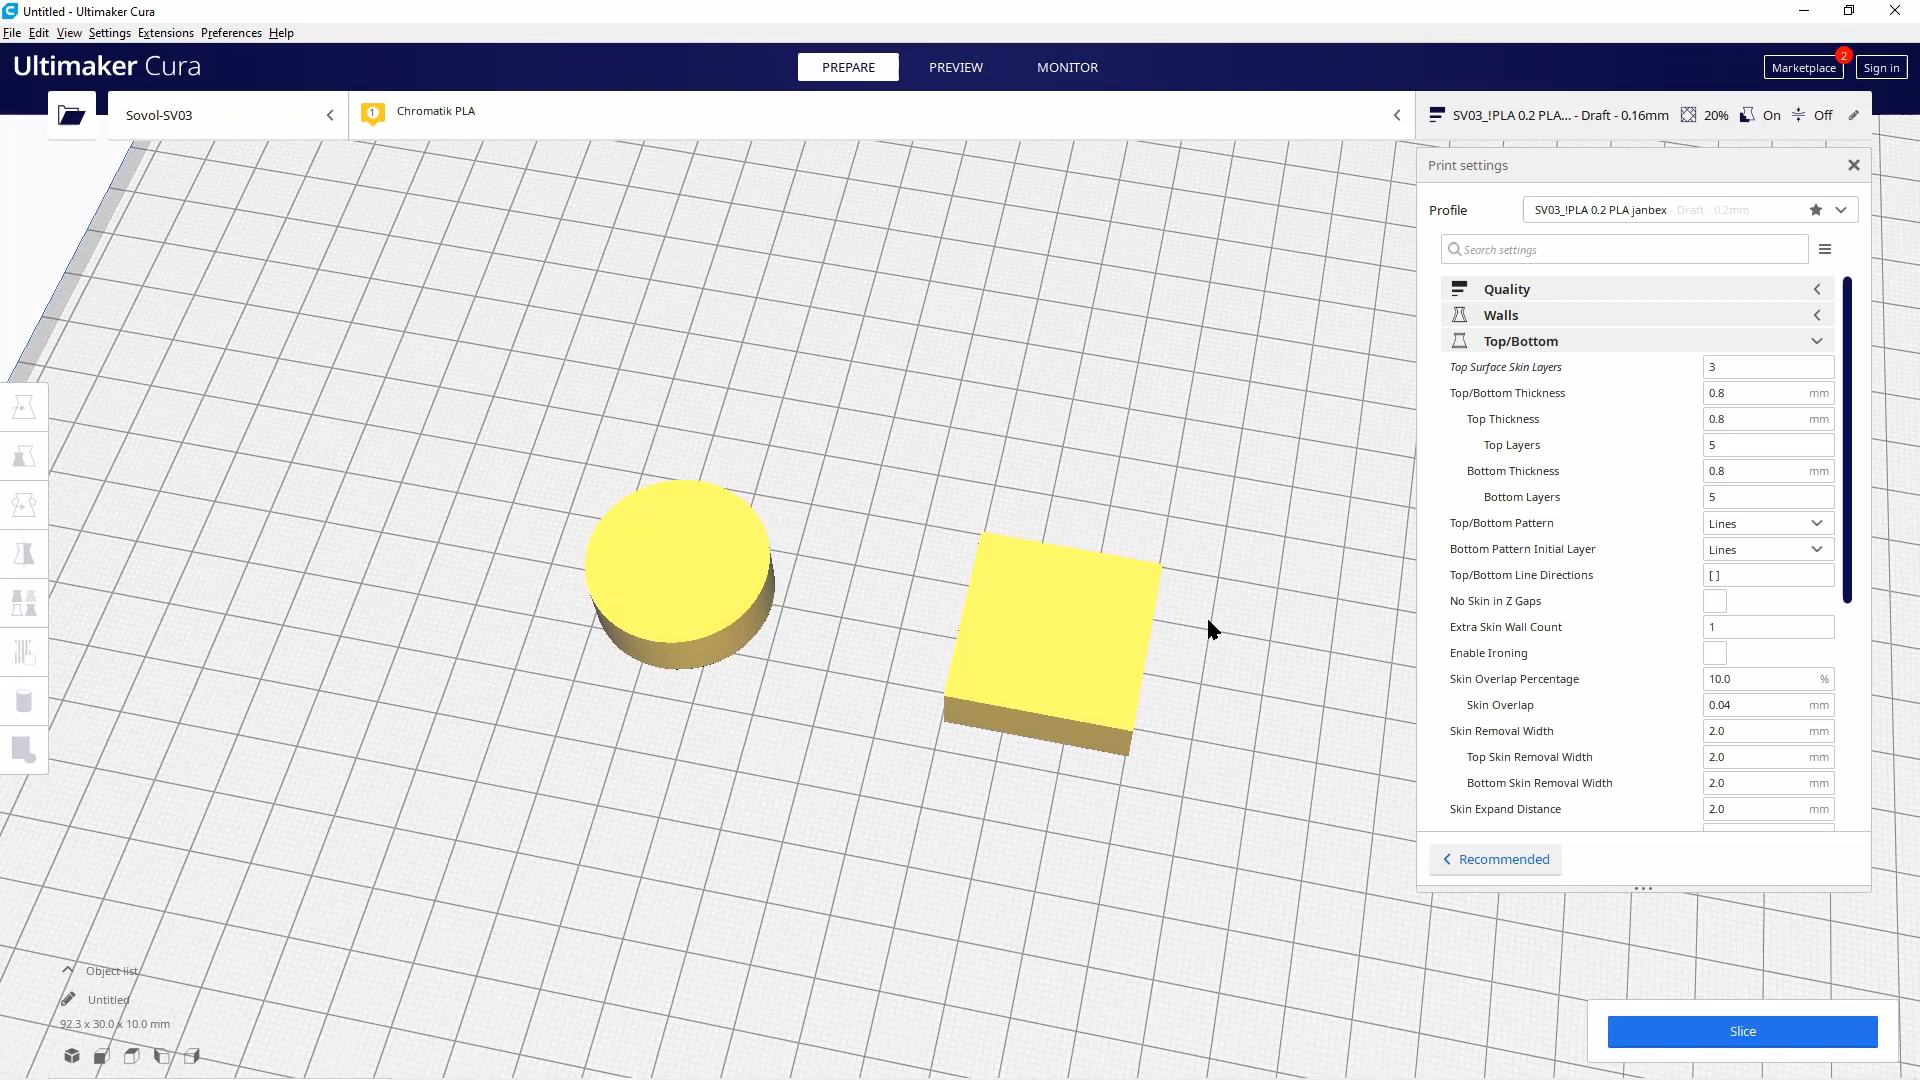 Untitled - Ultimaker Cura
File Edit View Settings Extensions Preferences Help
Ultimaker Cura
PREPARE
PREVIEW
MONITOR
Marketplace
2
Sign in
Sovol-SV03
1
Chromatik PLA
SV03_!PLA 0.2 PLA... - Draft - 0.16mm
20%
On
Off
Print settings
Profile
SV03_!PLA 0.2 PLA janbex - Draft - 0.2mm
Search settings
Quality
Walls
Top/Bottom
Top Surface Skin Layers 3
Top/Bottom Thickness 0.8 mm
Top Thickness 0.8 mm
Top Layers 5
Bottom Thickness 0.8 mm
Bottom Layers 5
Top/Bottom Pattern Lines
Bottom Pattern Initial Layer Lines
Top/Bottom Line Directions [ ]
No Skin in Z Gaps
Extra Skin Wall Count 1
Enable Ironing
Skin Overlap Percentage 10.0 %
Skin Overlap 0.04 mm
Skin Removal Width 2.0 mm
Top Skin Removal Width 2.0 mm
Bottom Skin Removal Width 2.0 mm
Skin Expand Distance 2.0 mm
Recommended
Object list
Untitled
92.3 x 30.0 x 10.0 mm
Slice